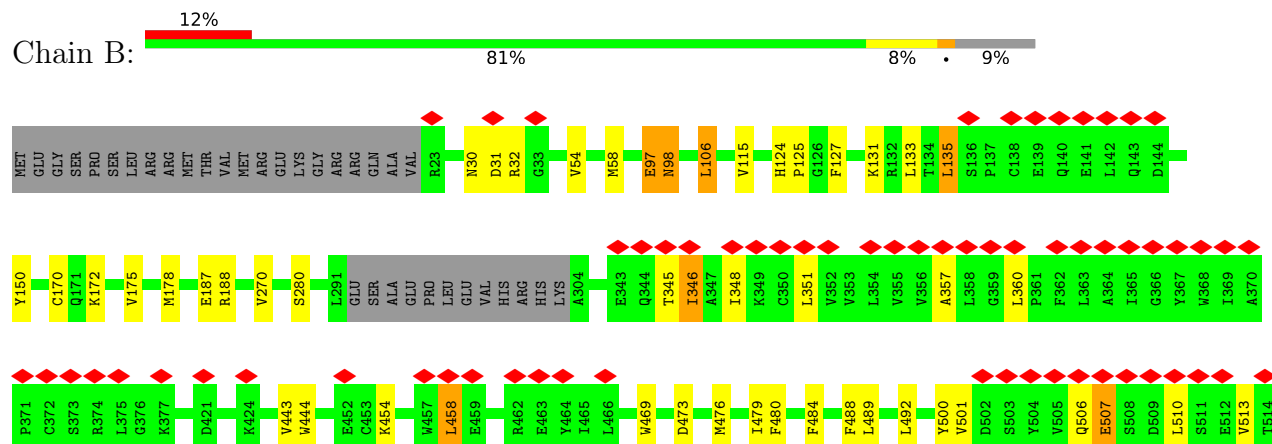 12%
Chain B:
81% 8% • 9%
MET GLU GLY SER PRO SER LEU ARG ARG MET THR VAL MET ARG GLU LYS GLY ARG ARG GLN ALA VAL R23 N30 D31 R32 G33 V54 M58 E97 N98 L106 V115 H124 P125 G126 F127 K131 R132 L133 T134 L135 S136 P137 C138 E139 Q140 E141 L142 Q143 D144
Y150 C170 Q171 K172 V175 M178 E187 R188 V270 S280 L291 GLU SER ALA GLU PRO LEU GLU VAL HIS ARG HIS LYS A304 E343 Q344 T345 I346 A347 I348 K349 C350 L351 V352 V353 L354 V355 V356 A357 L358 G359 L360 P361 F362 L363 A364 I365 G366 Y367 W368 I369 A370
P371 C372 S373 R374 L375 G376 K377 D421 K424 V443 W444 E452 C453 K454 W457 L458 E459 R462 E463 Y464 I465 L466 W469 D473 M476 I479 F480 F484 F488 L489 L492 Y500 V501 D502 S503 Y504 V505 Q506 E507 S508 D509 L510 S511 E512 V513 T514